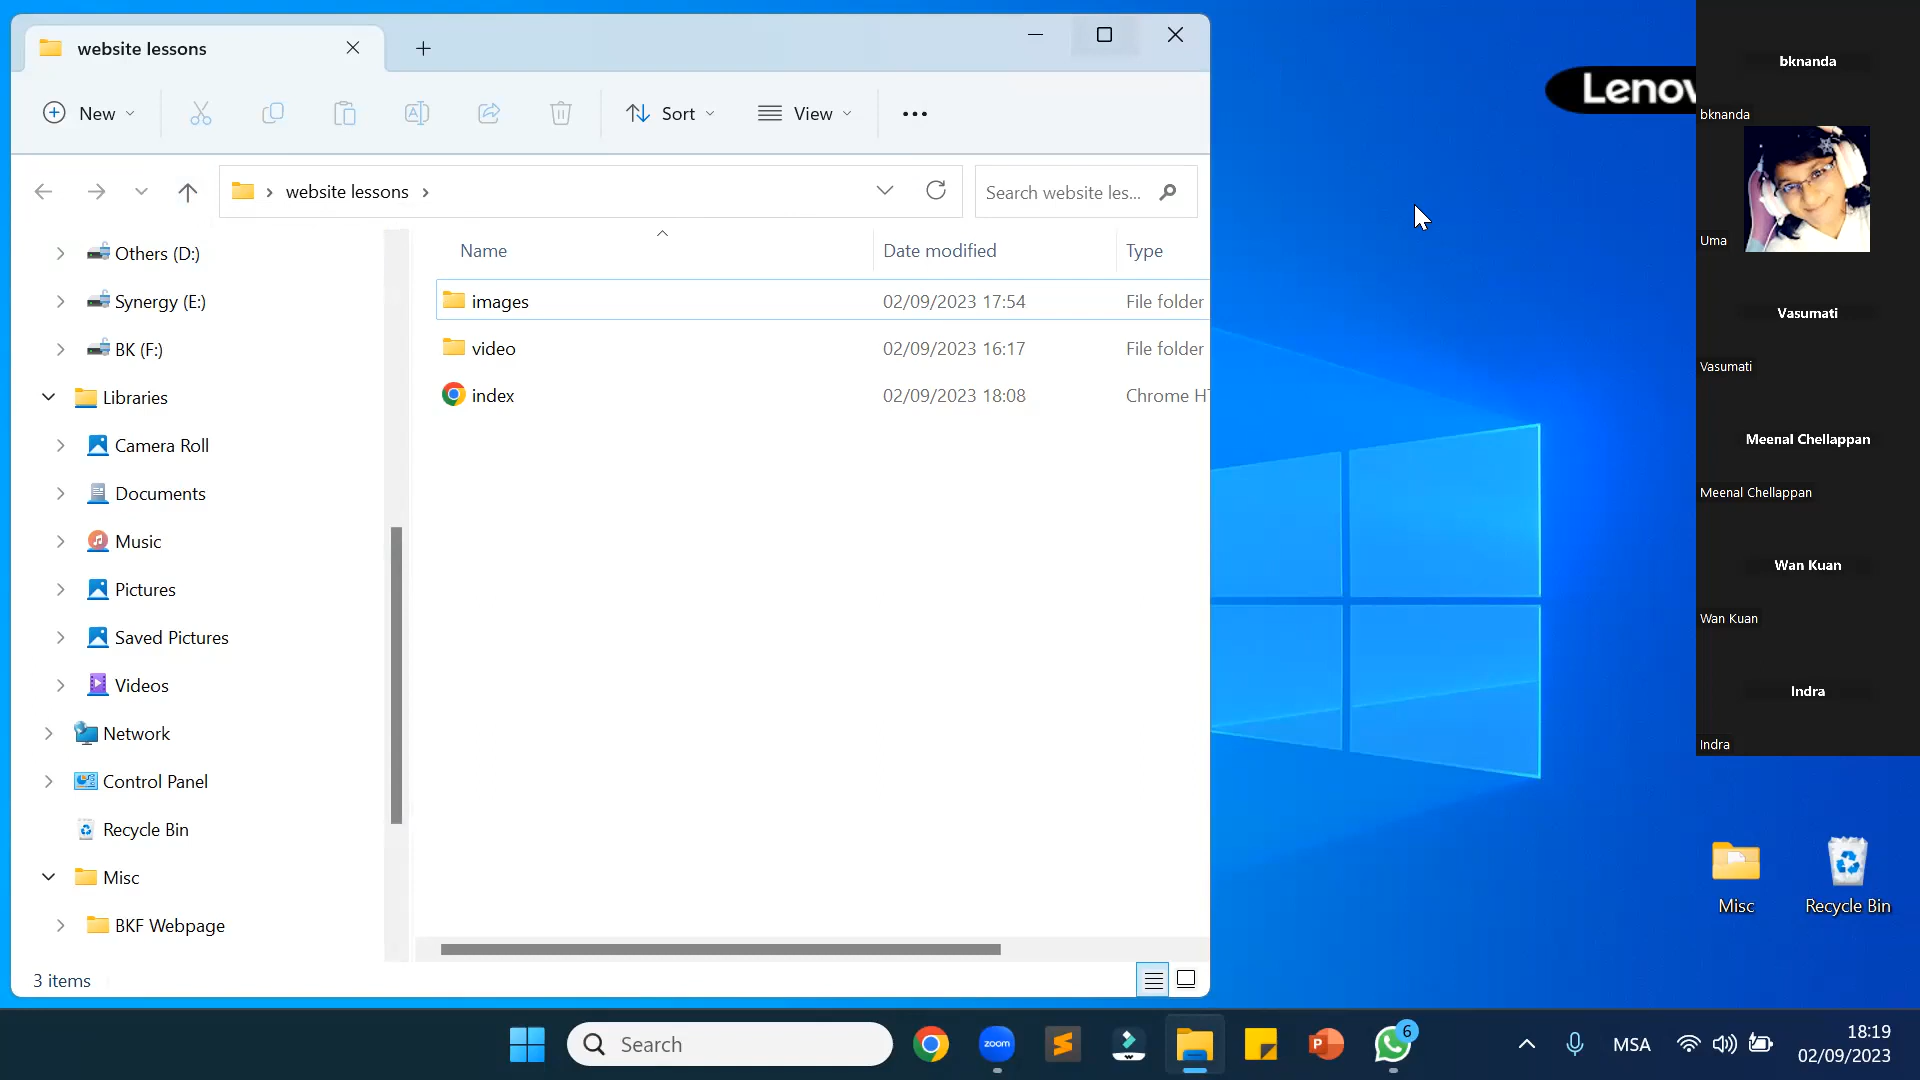 website lessons
New
Sort
View
website lessons
Search website les...
Name
Date modified
Type
images
02/09/2023 17:54
File folder
video
02/09/2023 16:17
File folder
index
02/09/2023 18:08
Chrome HT
Others (D:)
Synergy (E:)
BK (F:)
Libraries
Camera Roll
Documents
Music
Pictures
Saved Pictures
Videos
Network
Control Panel
Recycle Bin
Misc
BKF Webpage
3 items
Lenov
bknanda
bknanda
Uma
Vasumati
Vasumati
Meenal Chellappan
Meenal Chellappan
Wan Kuan
Wan Kuan
Indra
Indra
Misc
Recycle Bin
Search
zoom
6
MSA
18:19
02/09/2023